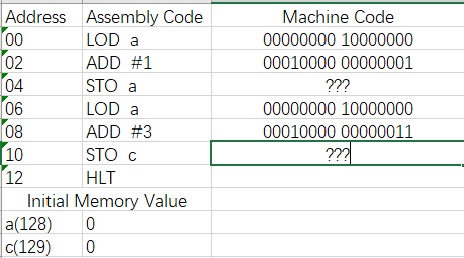 Address Assembly Code Machine Code
00 LOD a 00000000 10000000
02 ADD #1 00010000 00000001
04 STO a ???
06 LOD a 00000000 10000000
08 ADD #3 00010000 00000011
10 STO c ???
12 HLT
Initial Memory Value
a(128) 0
c(129) 0